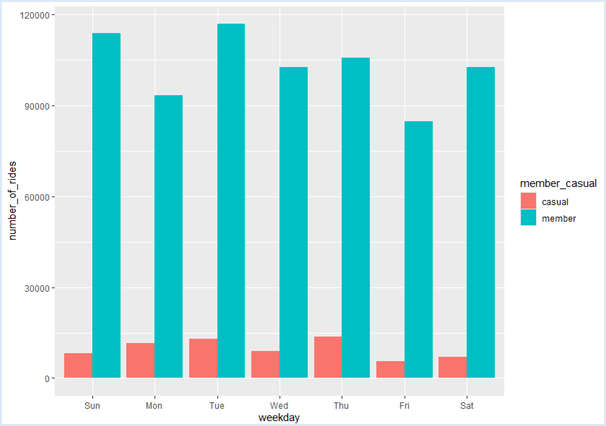 120000
90000
60000
30000
0
number_of_rides
Sun Mon Tue Wed Thu Fri Sat
weekday
member_casual
casual
member